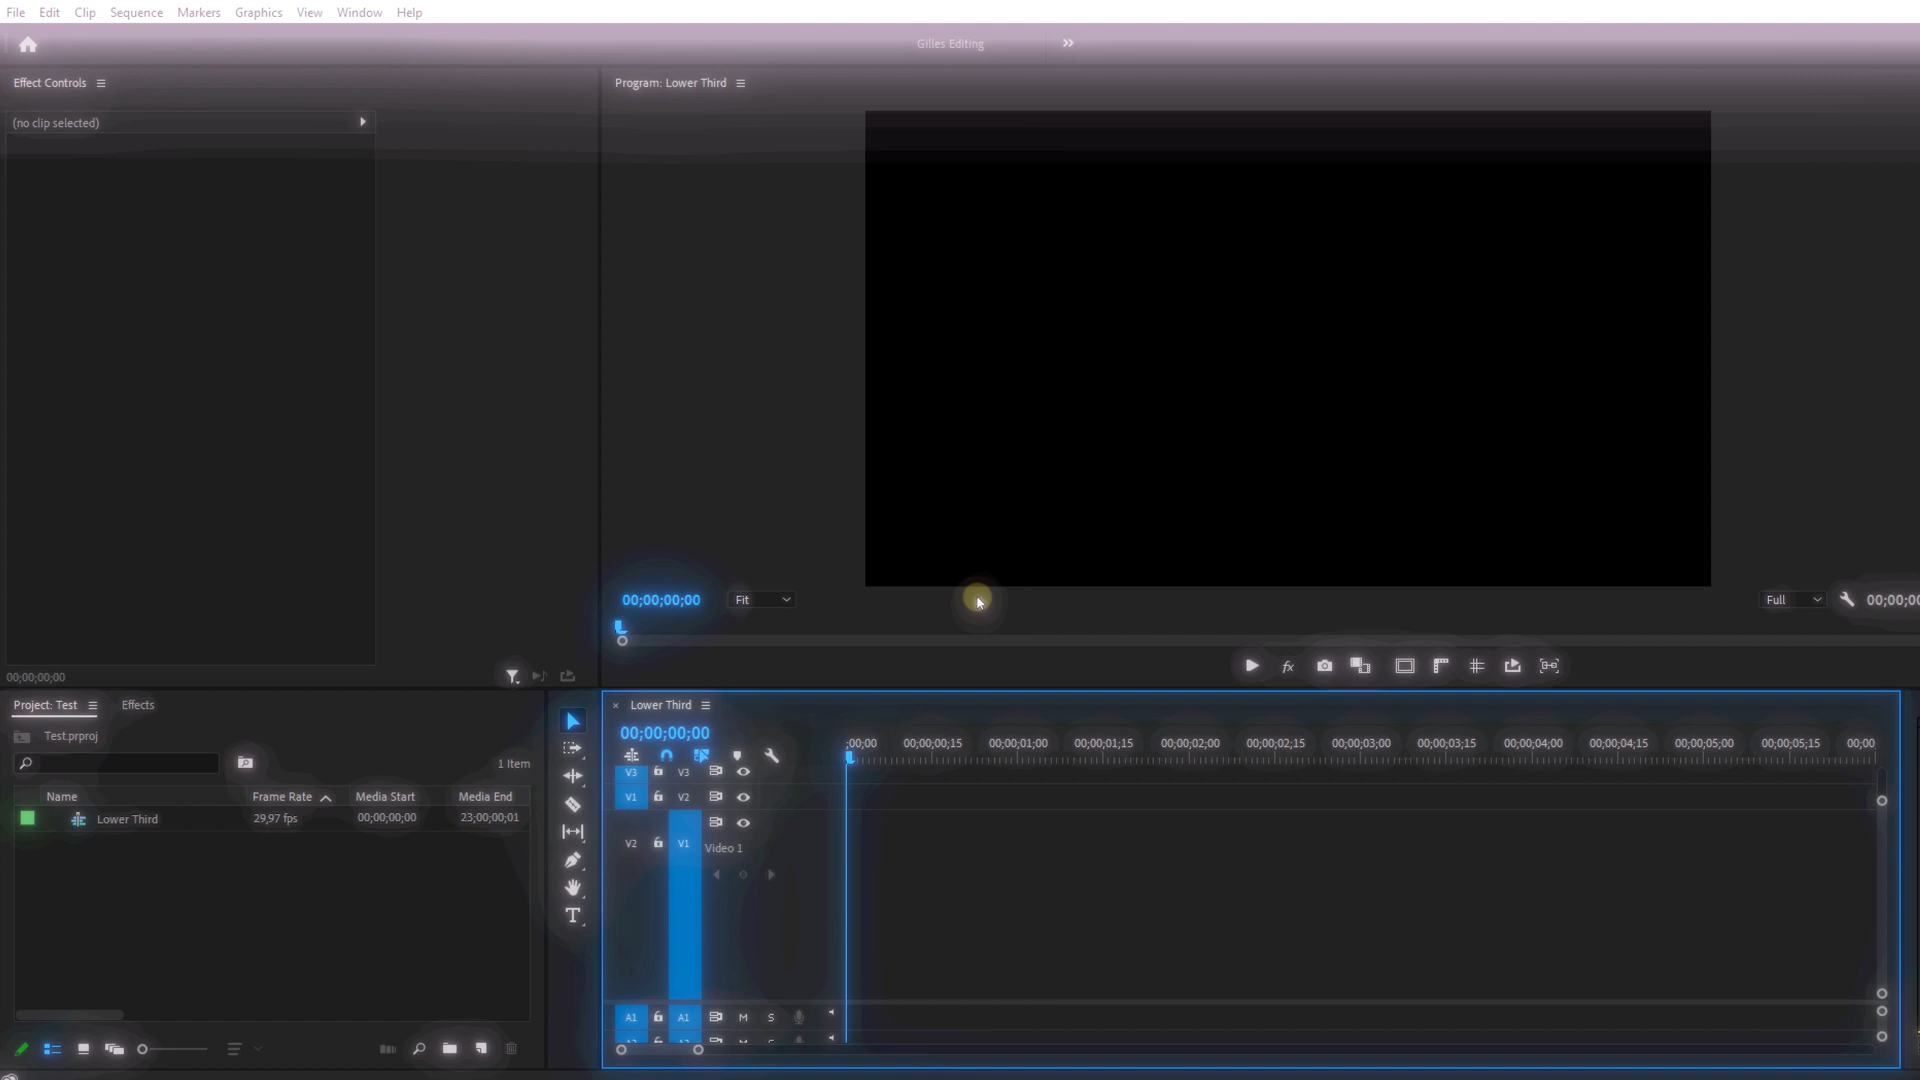 File Edit Clip Sequence Markers Graphics View Window Help
Gilles Editing
Effect Controls
Program: Lower Third
(no clip selected)
00;00;00;00 Fit Full 00;00;00
00;00;00;00
fx
Project: Test Effects
Test.prproj
1 Item
Name Frame Rate Media Start Media End
Lower Third 29,97 fps 00;00;00;00 23;00;00;01
T
Lower Third
00;00;00;00
;00;00 00;00;00;15 00;00;01;00 00;00;01;15 00;00;02;00 00;00;02;15 00;00;03;00 00;00;03;15 00;00;04;00 00;00;04;15 00;00;05;00 00;00;05;15 00;00
V3 V3
V1 V2
V2 V1 Video 1
A1 A1 M S